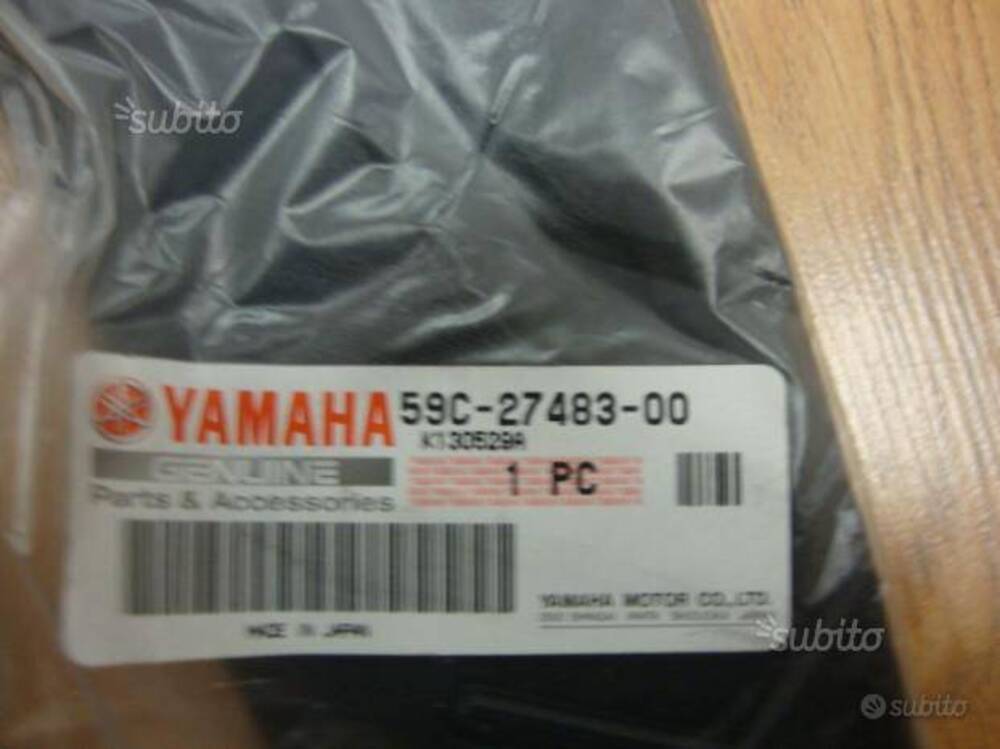 subito
YAMAHA 59C-27483-00
K130529A
GENUINE
1 PC
Parts & Accessories
YAMAHA MOTOR CO.,LTD.
MADE IN JAPAN
subito
subito